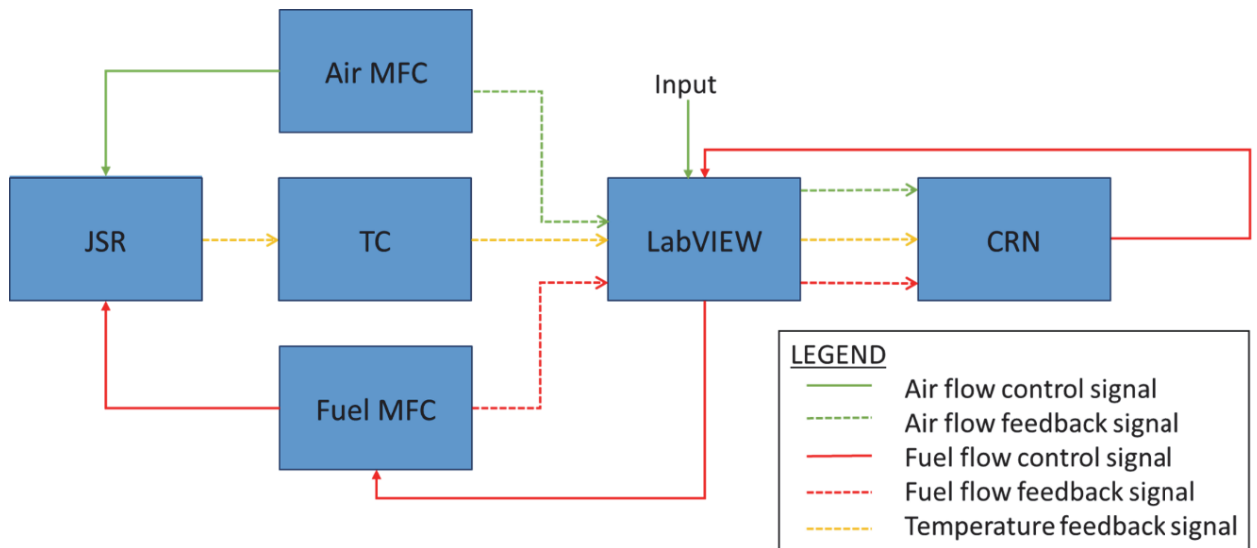 Air MFC
Input
JSR
TC
LabVIEW
CRN
Fuel MFC
LEGEND
Air flow control signal
Air flow feedback signal
Fuel flow control signal
Fuel flow feedback signal
Temperature feedback signal